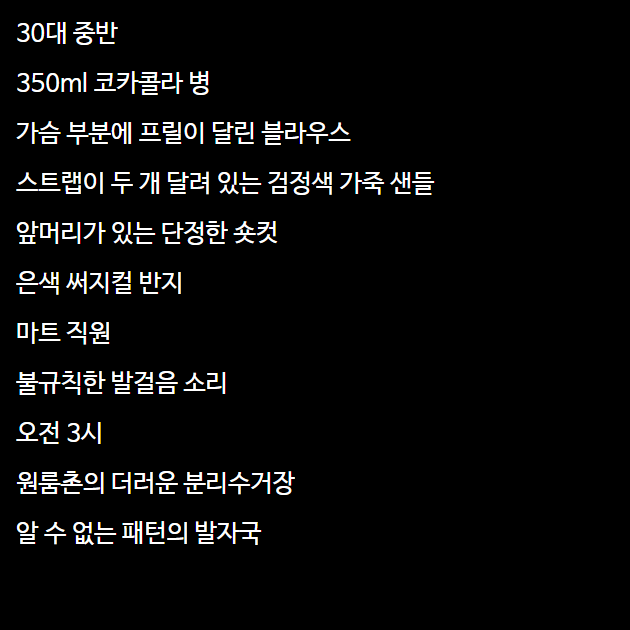 30대 중반
350ml 코카콜라 병
가슴 부분에 프릴이 달린 블라우스
스트랩이 두 개 달려 있는 검정색 가죽 샌들
앞머리가 있는 단정한 숏컷
은색 써지컬 반지
마트 직원
불규칙한 발걸음 소리
오전 3시
원룸촌의 더러운 분리수거장
알 수 없는 패턴의 발자국